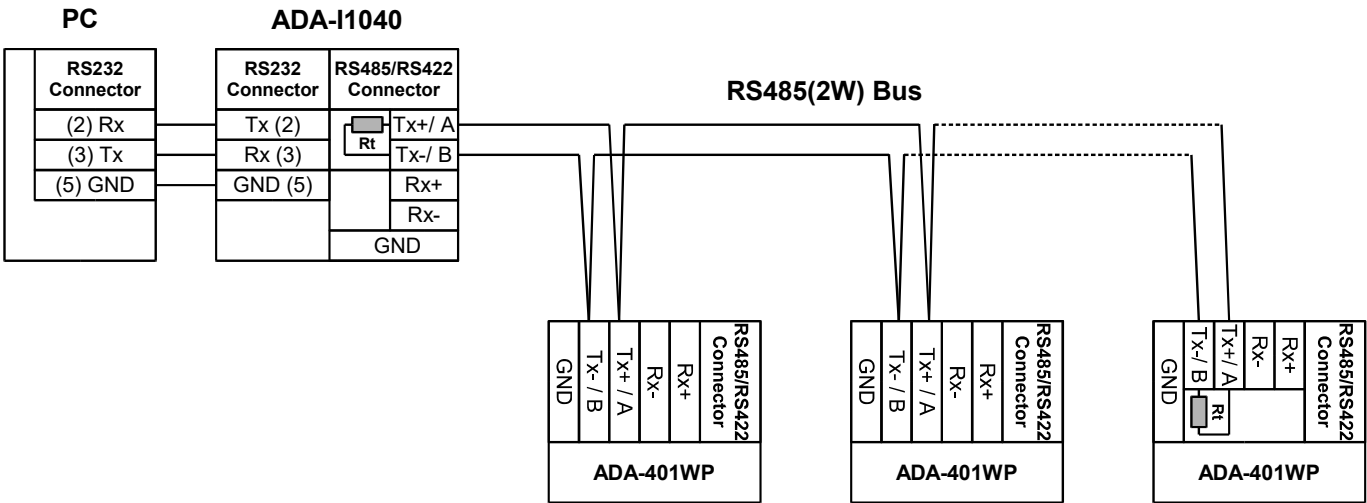 PC
ADA-I1040
RS232
Connector
(2) Rx
(3) Tx
(5) GND
RS232
Connector
RS485/RS422
Connector
Tx (2)
Rx (3)
GND (5)
Rt
Tx+/ A
Tx-/ B
Rx+
Rx-
GND
RS485(2W) Bus
GND
Tx- / B
Tx+ / A
Rx-
Rx+
RS485/RS422
Connector
ADA-401WP
GND
Tx- / B
Tx+ / A
Rx-
Rx+
RS485/RS422
Connector
ADA-401WP
GND
Tx-/ B
Tx+/ A
Rx-
Rx+
Rt
RS485/RS422
Connector
ADA-401WP